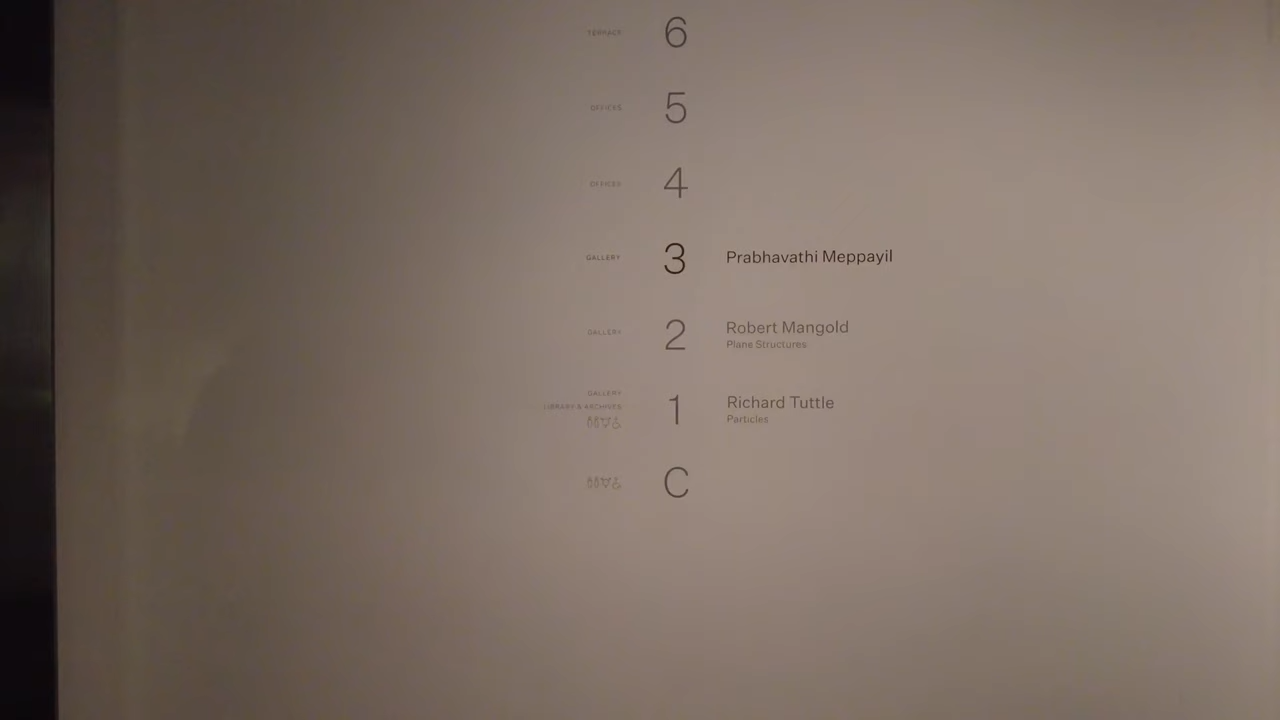 TERRACE 6
OFFICES 5
OFFICES 4
GALLERY 3 Prabhavathi Meppayil
GALLERY 2 Robert Mangold
Plane Structures
GALLERY
LIBRARY & ARCHIVES 1 Richard Tuttle
Particles
C